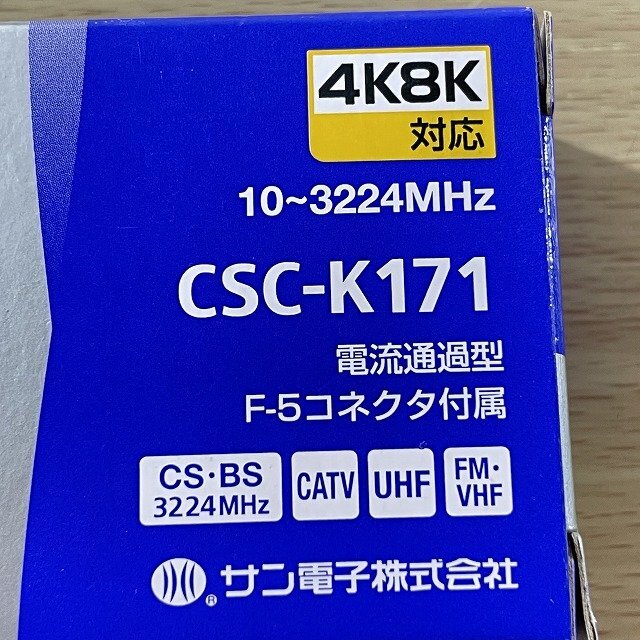 4K8K
対応
10~3224MHz
CSC-K171
電流通過型
F-5コネクタ付属
CS・BS
3224MHz
CATV
UHF
FM・
VHF
® サン電子株式会社